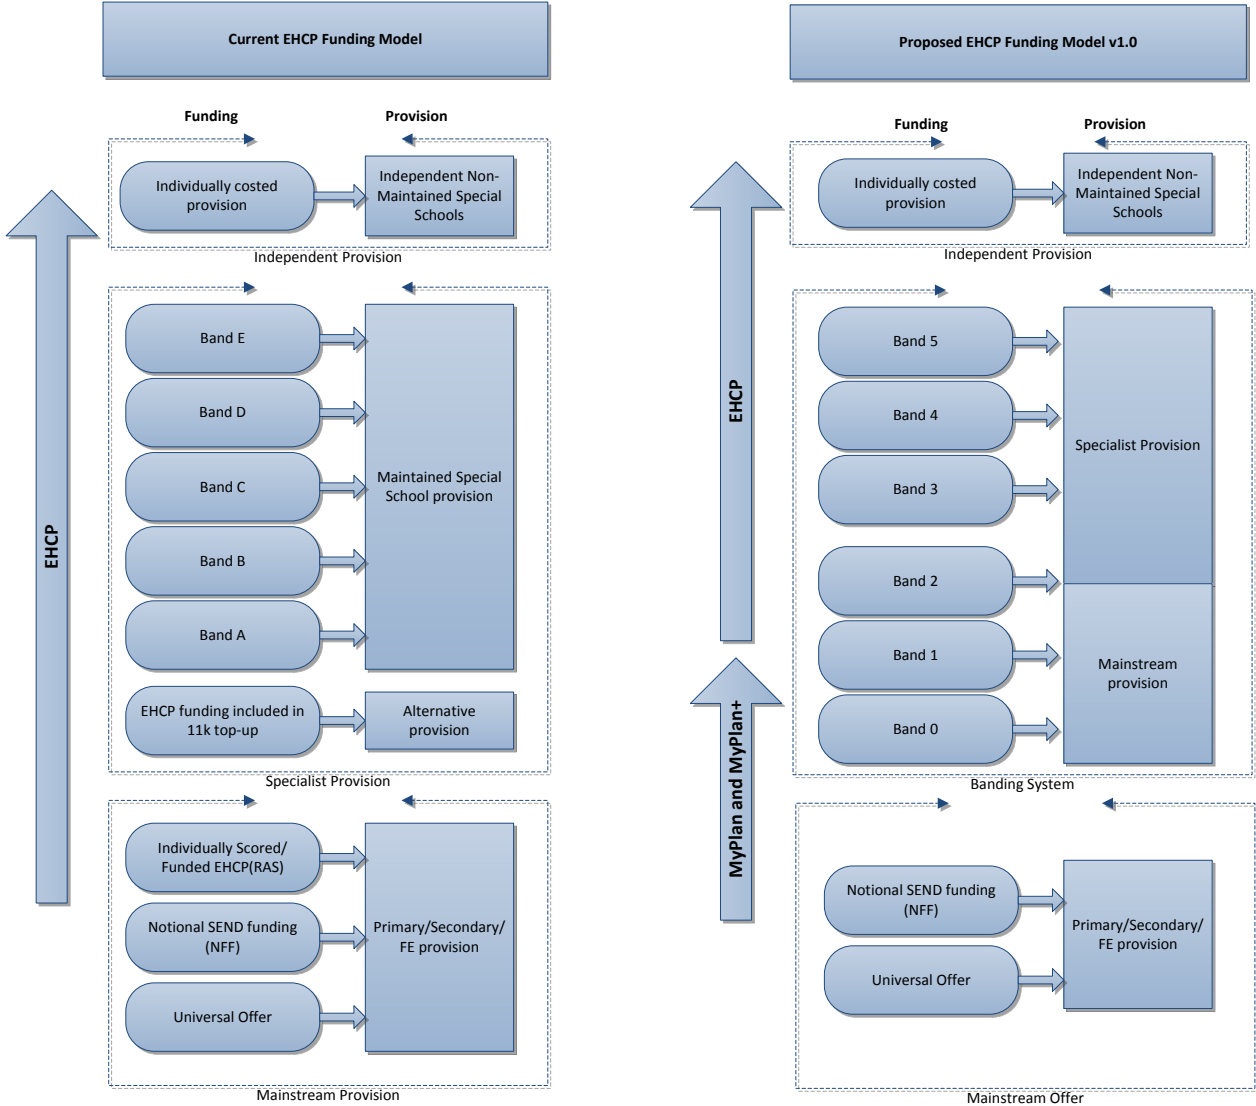 Current EHCP Funding Model
Funding
Provision
Individually costed
provision
Independent Non-
Maintained Special
Schools
Independent Provision
EHCP
Band E
Band D
Band C
Band B
Band A
Maintained Special
School provision
EHCP funding included in
11k top-up
Alternative
provision
Specialist Provision
Individually Scored/
Funded EHCP(RAS)
Notional SEND funding
(NFF)
Universal Offer
Primary/Secondary/
FE provision
Mainstream Provision
Proposed EHCP Funding Model v1.0
Funding
Provision
Individually costed
provision
Independent Non-
Maintained Special
Schools
Independent Provision
EHCP
Band 5
Band 4
Band 3
Band 2
Band 1
Band 0
Specialist Provision
Mainstream
provision
Banding System
MyPlan and MyPlan+
Notional SEND funding
(NFF)
Universal Offer
Primary/Secondary/
FE provision
Mainstream Offer